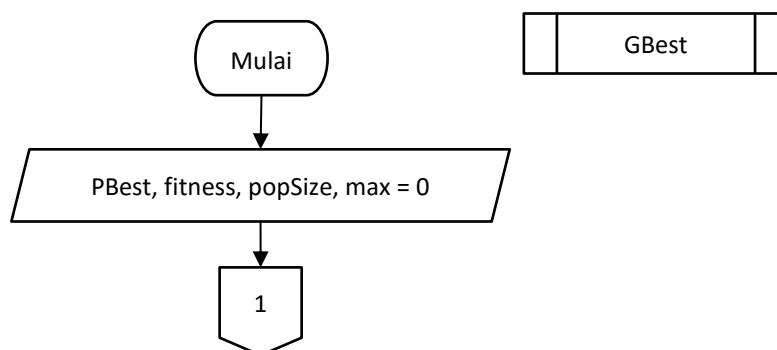 Mulai
GBest
PBest, fitness, popSize, max = 0
1